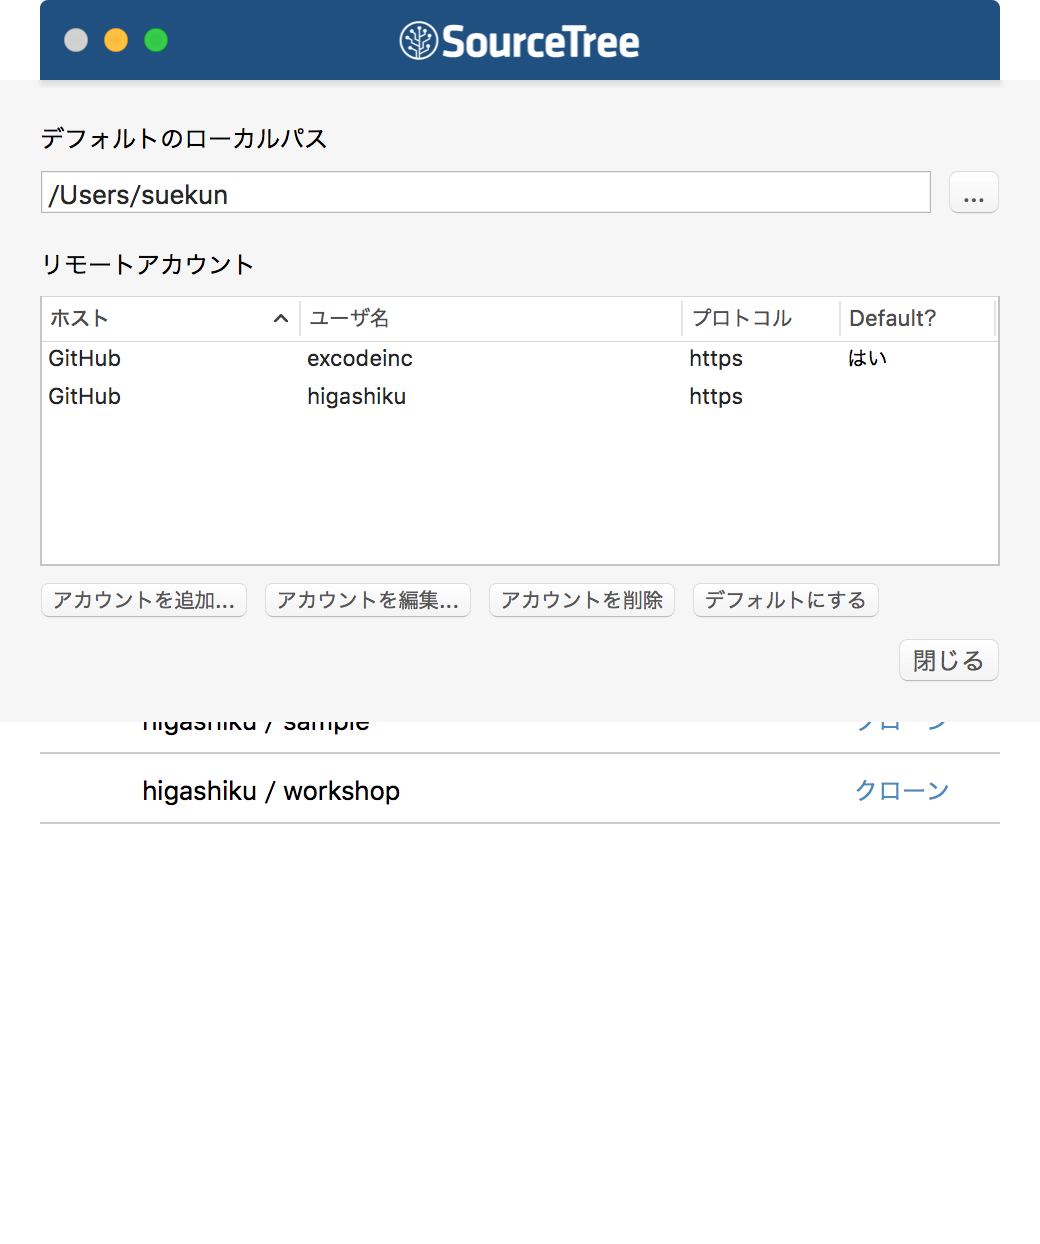 SourceTree
デフォルトのローカルパス
/Users/suekun
...
リモートアカウント
ホスト ユーザ名 プロトコル Default?
GitHub excodeinc https はい
GitHub higashiku https
アカウントを追加... アカウントを編集... アカウントを削除 デフォルトにする
閉じる
higashiku / sample クローン
higashiku / workshop クローン